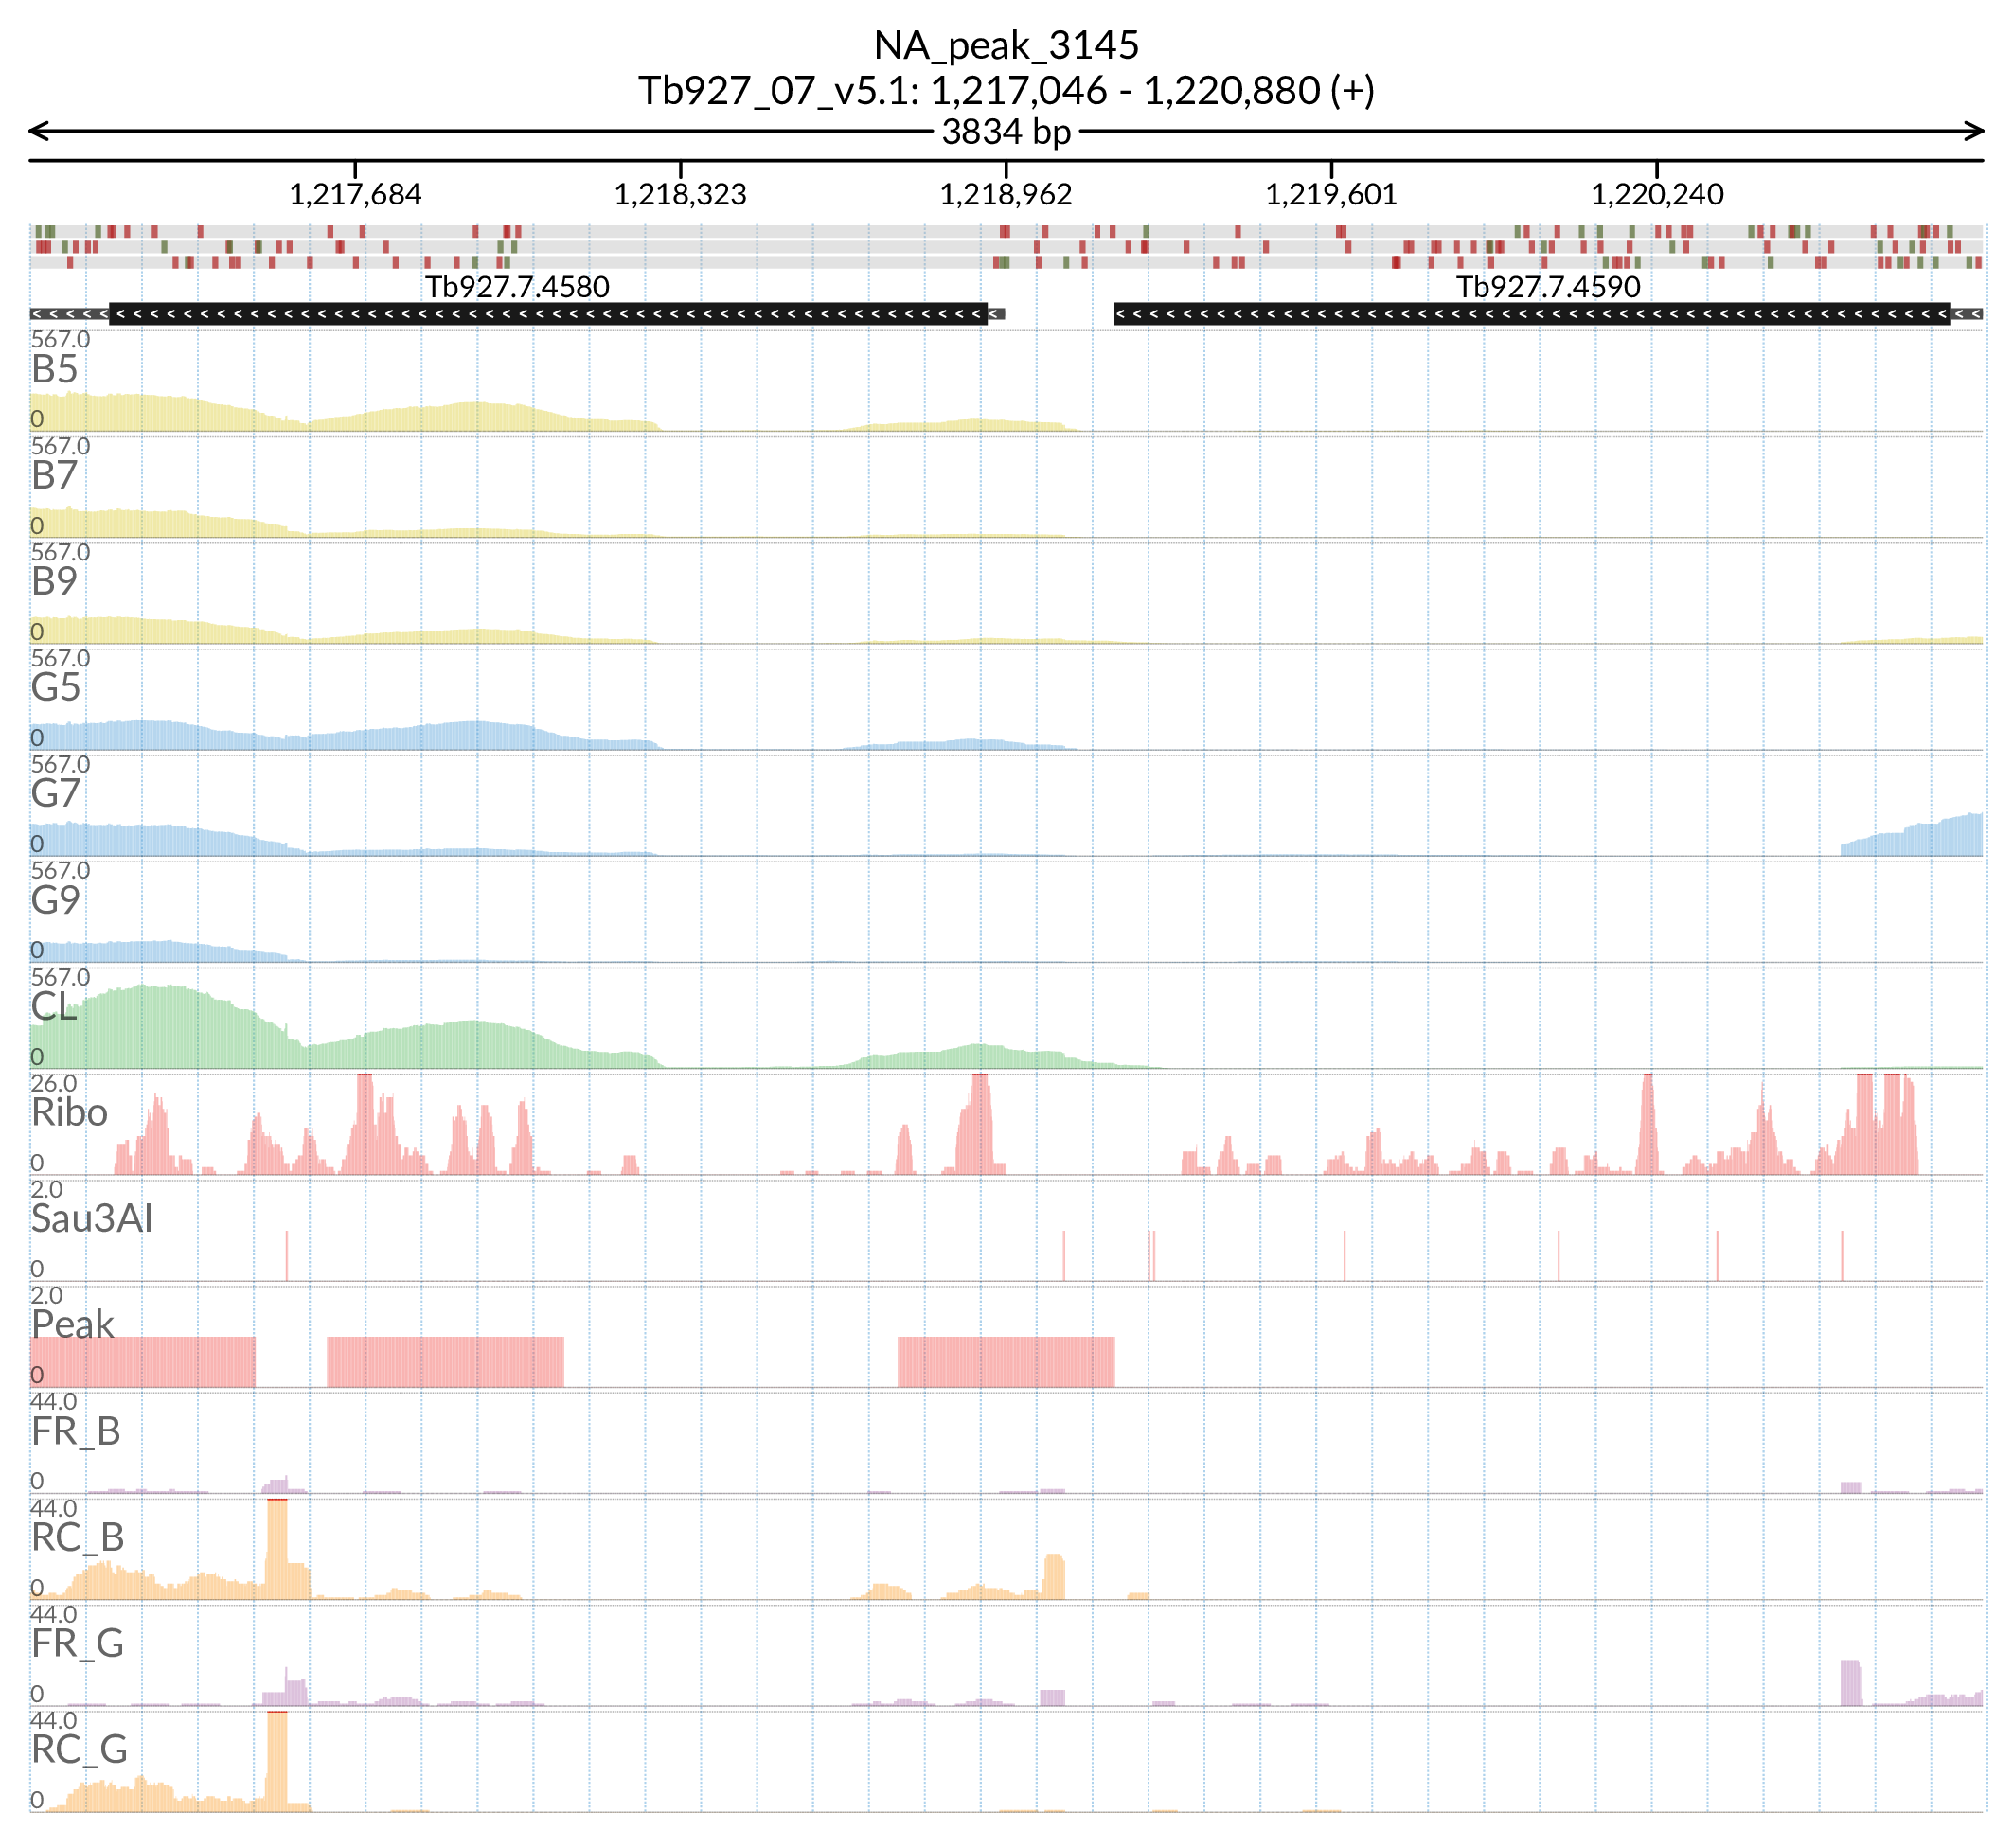 NA_peak_3145
Tb927_07_v5.1: 1,217,046 - 1,220,880 (+)
3834 bp
1,217,684 1,218,323 1,218,962 1,219,601 1,220,240
Tb927.7.4580 Tb927.7.4590
567.0
B5
0
567.0
B7
0
567.0
B9
0
567.0
G5
0
567.0
G7
0
567.0
G9
0
567.0
CL
0
26.0
Ribo
0
2.0
Sau3AI
0
2.0
Peak
0
44.0
FR_B
0
44.0
RC_B
0
44.0
FR_G
0
44.0
RC_G
0